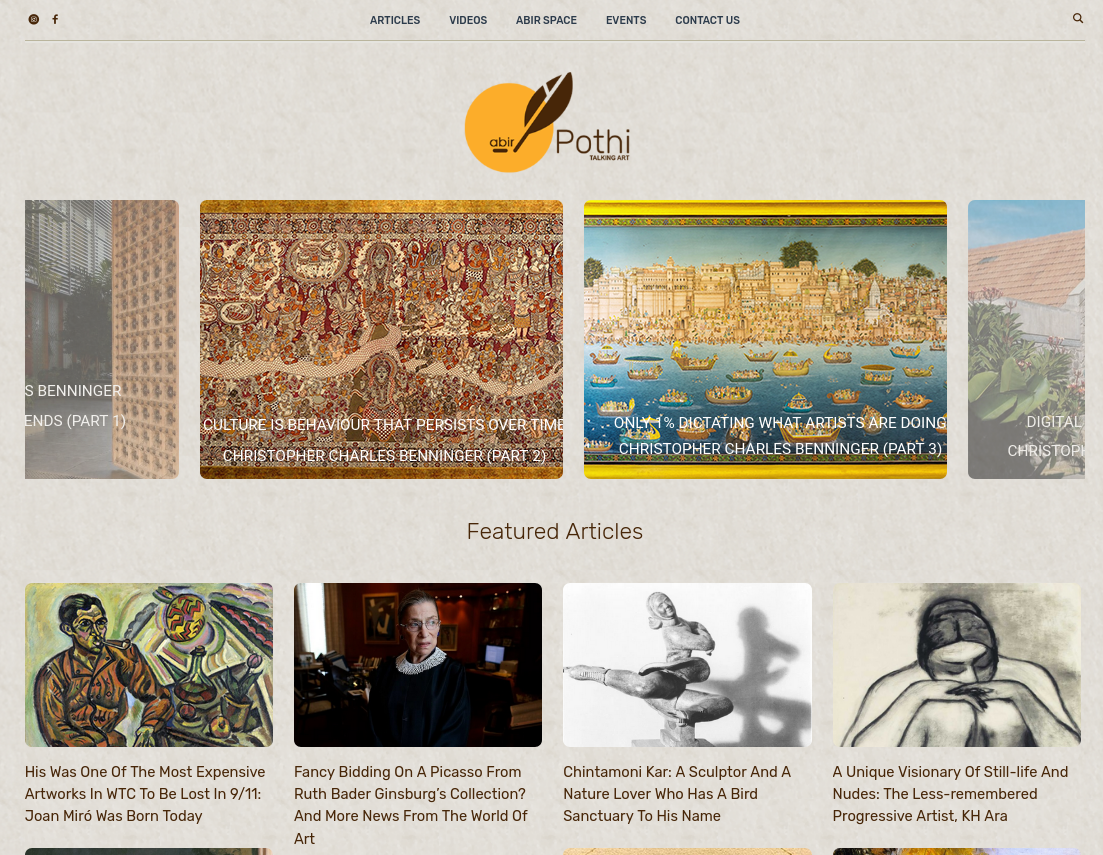 ARTICLES VIDEOS ABIR SPACE EVENTS CONTACT US
abir
Pothi
TALKING ART
S BENNINGER
ENDS (PART 1)
CULTURE IS BEHAVIOUR THAT PERSISTS OVER TIME
CHRISTOPHER CHARLES BENNINGER (PART 2)
ONLY 1% DICTATING WHAT ARTISTS ARE DOING
CHRISTOPHER CHARLES BENNINGER (PART 3)
DIGITAL
CHRISTOPH
Featured Articles
His Was One Of The Most Expensive
Artworks In WTC To Be Lost In 9/11:
Joan Miró Was Born Today
Fancy Bidding On A Picasso From
Ruth Bader Ginsburg’s Collection?
And More News From The World Of
Art
Chintamoni Kar: A Sculptor And A
Nature Lover Who Has A Bird
Sanctuary To His Name
A Unique Visionary Of Still-life And
Nudes: The Less-remembered
Progressive Artist, KH Ara